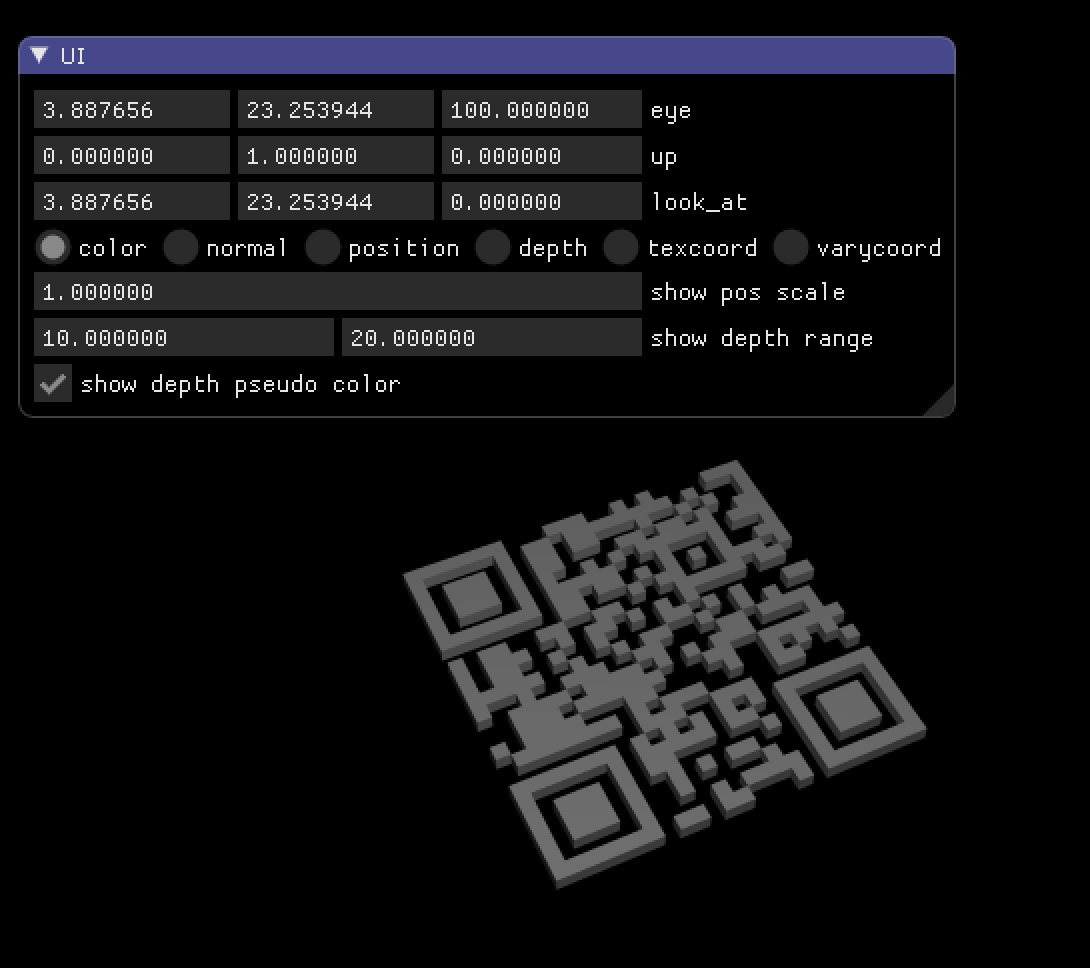 UI
3.887656 23.253944 100.000000 eye
0.000000 1.000000 0.000000 up
3.887656 23.253944 0.000000 look_at
color normal position depth texcoord varycoord
1.000000 show pos scale
10.000000 20.000000 show depth range
show depth pseudo color